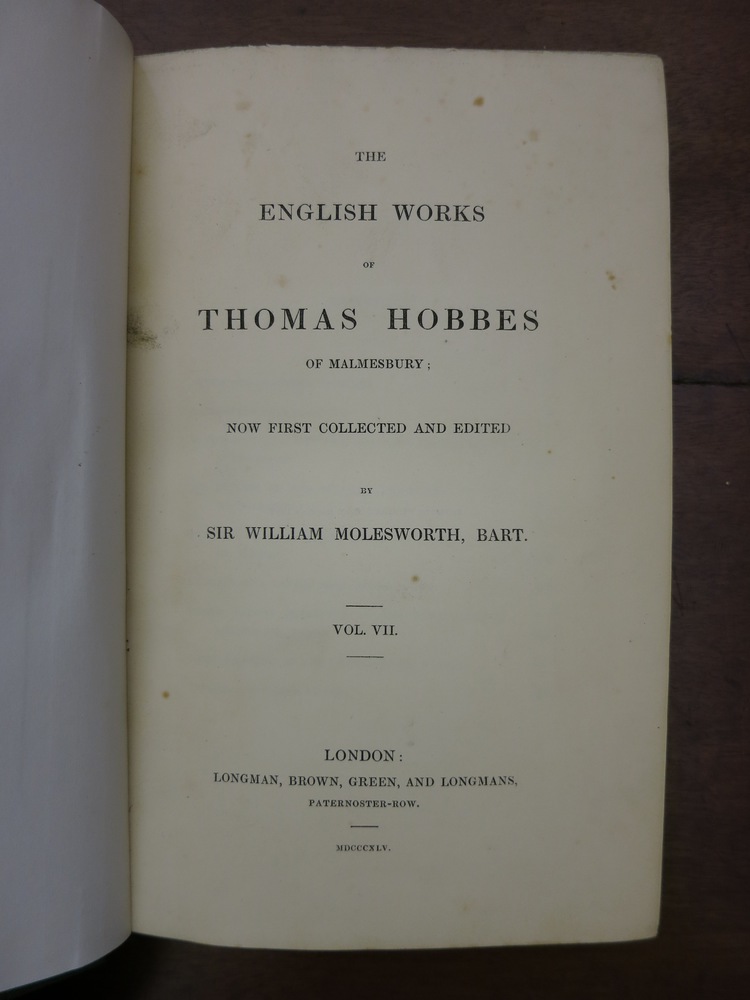 THE
ENGLISH WORKS
OF
THOMAS HOBBES
OF MALMESBURY;
NOW FIRST COLLECTED AND EDITED
BY
SIR WILLIAM MOLESWORTH, BART.
VOL. VII.
LONDON:
LONGMAN, BROWN, GREEN, AND LONGMANS,
PATERNOSTER-ROW.
MDCCCXLV.